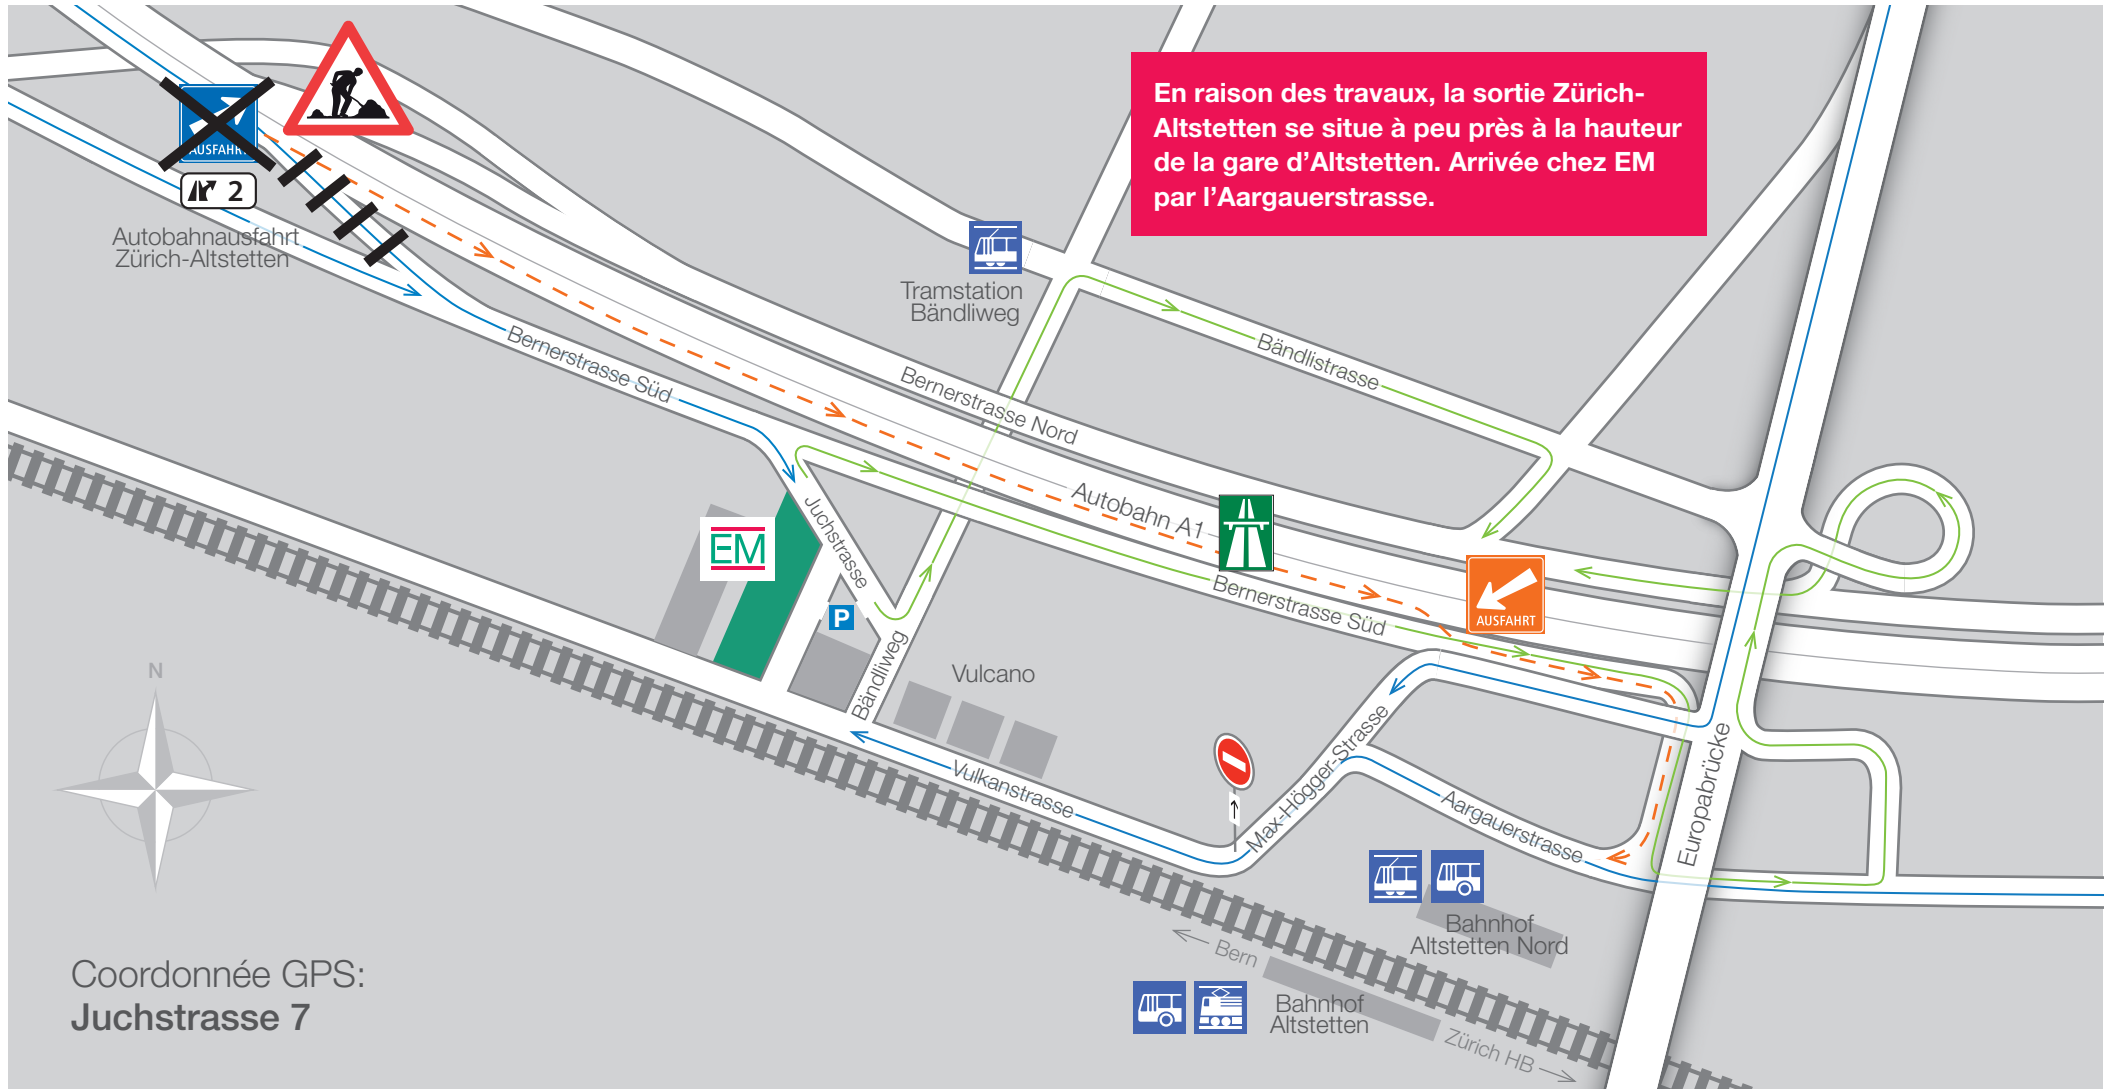 En raison des travaux, la sortie Zürich-
Altstetten se situe à peu près à la hauteur
de la gare d'Altstetten. Arrivée chez EM
par l'Aargauerstrasse.
AUSFAHRT
2
Autobahnausfahrt
Zürich-Altstetten
Tramstation
Bändliweg
Bernerstrasse Süd
Bernerstrasse Nord
Bändlistrasse
Autobahn A1
Juchstrasse
EM
P
Bernerstrasse Süd
AUSFAHRT
Bändliweg
Vulcano
N
Vulkanstrasse
Max-Högger-Strasse
Aargauerstrasse
Europabrücke
Bahnhof
Altstetten Nord
Bern
Bahnhof
Altstetten
Zürich HB
Coordonnée GPS:
Juchstrasse 7